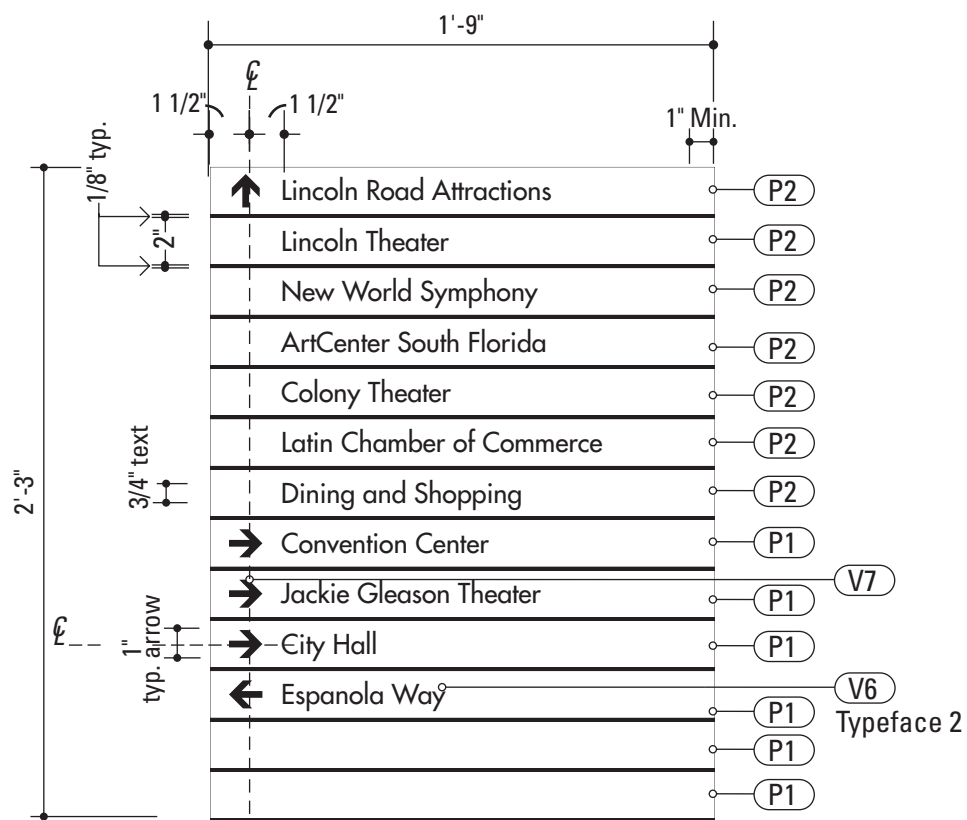 1'-9"
℄
1 1/2" 1 1/2"
1" Min.
1/8" typ.
2"
2'-3"
3/4" text
℄
1"
typ. arrow
Lincoln Road Attractions P2
Lincoln Theater P2
New World Symphony P2
ArtCenter South Florida P2
Colony Theater P2
Latin Chamber of Commerce P2
Dining and Shopping P2
Convention Center P1
V7
Jackie Gleason Theater P1
City Hall P1
Espanola Way V6
P1 Typeface 2
P1
P1